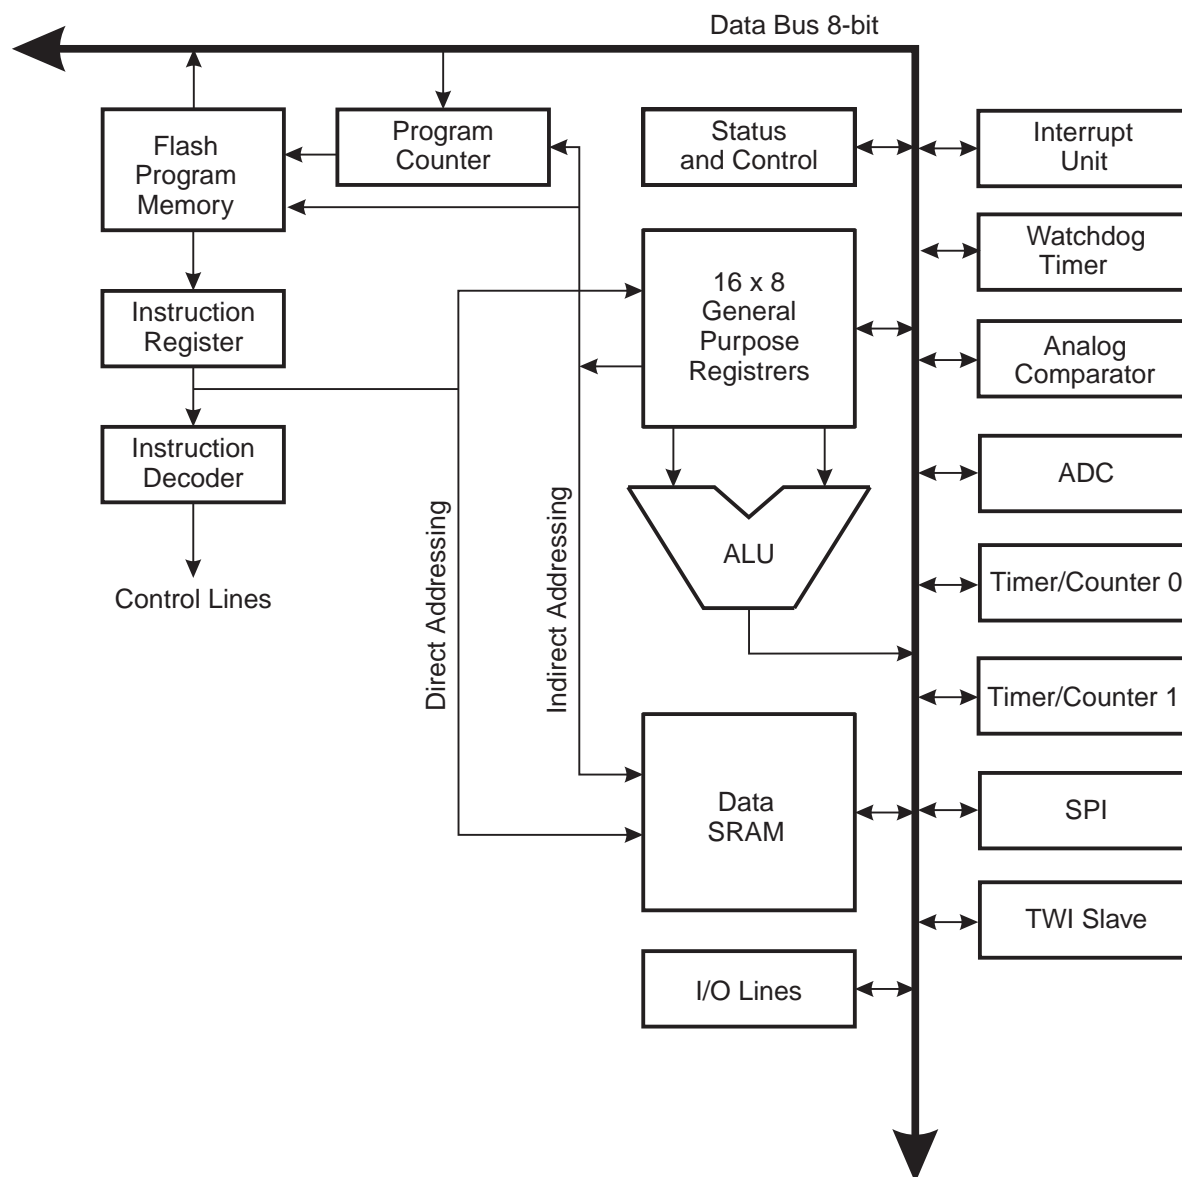 Data Bus 8-bit
Flash
Program
Memory
Program
Counter
Status
and Control
Interrupt
Unit
Watchdog
Timer
Instruction
Register
16 x 8
General
Purpose
Registrers
Analog
Comparator
Instruction
Decoder
ADC
Control Lines
Direct Addressing
Indirect Addressing
ALU
Timer/Counter 0
Timer/Counter 1
Data
SRAM
SPI
TWI Slave
I/O Lines